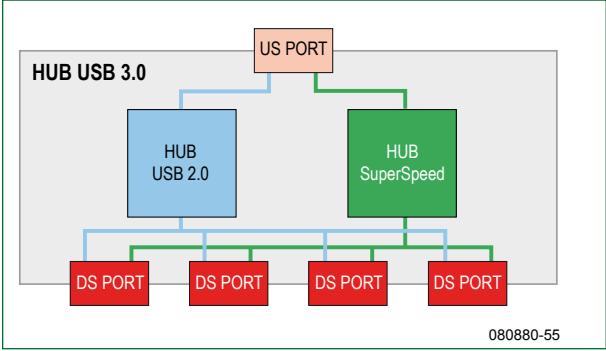 US PORT
HUB USB 3.0
HUB
USB 2.0
HUB
SuperSpeed
DS PORT
DS PORT
DS PORT
DS PORT
080880-55